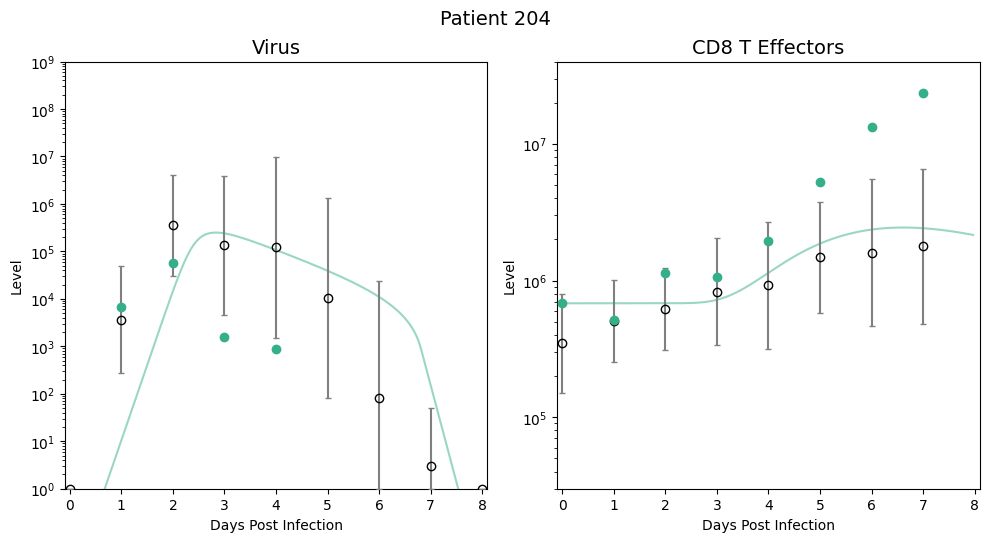 Patient 204
Virus
CD8 T Effectors
10^9
10^8
10^7
10^6
10^5
10^4
10^3
10^2
10^1
10^0
Level
0 1 2 3 4 5 6 7 8
Days Post Infection
10^7
10^6
10^5
Level
0 1 2 3 4 5 6 7 8
Days Post Infection